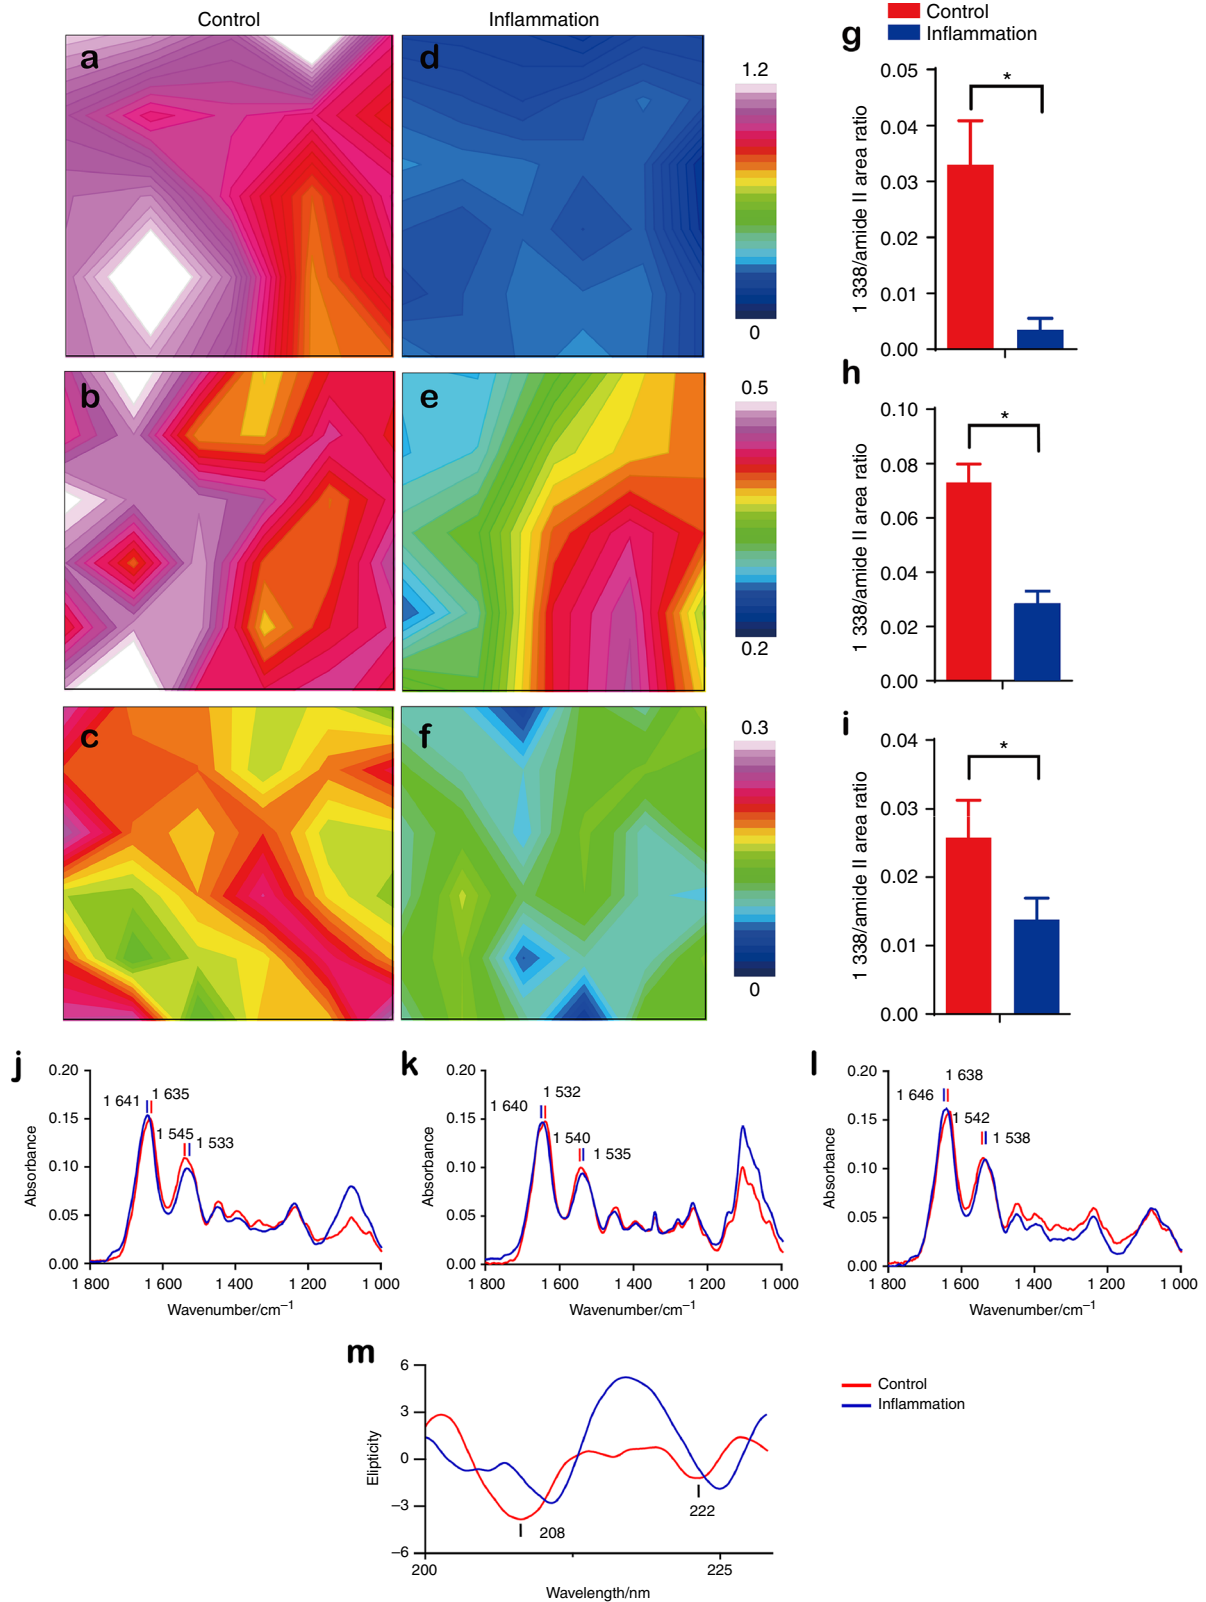 Control
Inflammation
a
d
1.2
0
b
e
0.5
0.2
c
f
0.3
0
Control
Inflammation
g
1 338/amide II area ratio
0.05
0.04
0.03
0.02
0.01
0.00
*
h
1 338/amide II area ratio
0.10
0.08
0.06
0.04
0.02
0.00
*
i
1 338/amide II area ratio
0.04
0.03
0.02
0.01
0.00
*
j
Absorbance
0.20
0.15
0.10
0.05
0.00
1 641
1 635
1 545
1 533
1 800
1 600
1 400
1 200
1 000
Wavenumber/cm–1
k
Absorbance
0.20
0.15
0.10
0.05
0.00
1 640
1 532
1 540
1 535
1 800
1 600
1 400
1 200
1 000
Wavenumber/cm–1
l
Absorbance
0.20
0.15
0.10
0.05
0.00
1 646
1 638
1 542
1 538
1 800
1 600
1 400
1 200
1 000
Wavenumber/cm–1
m
Elipticity
6
3
0
–3
–6
208
222
200
225
Wavelength/nm
Control
Inflammation